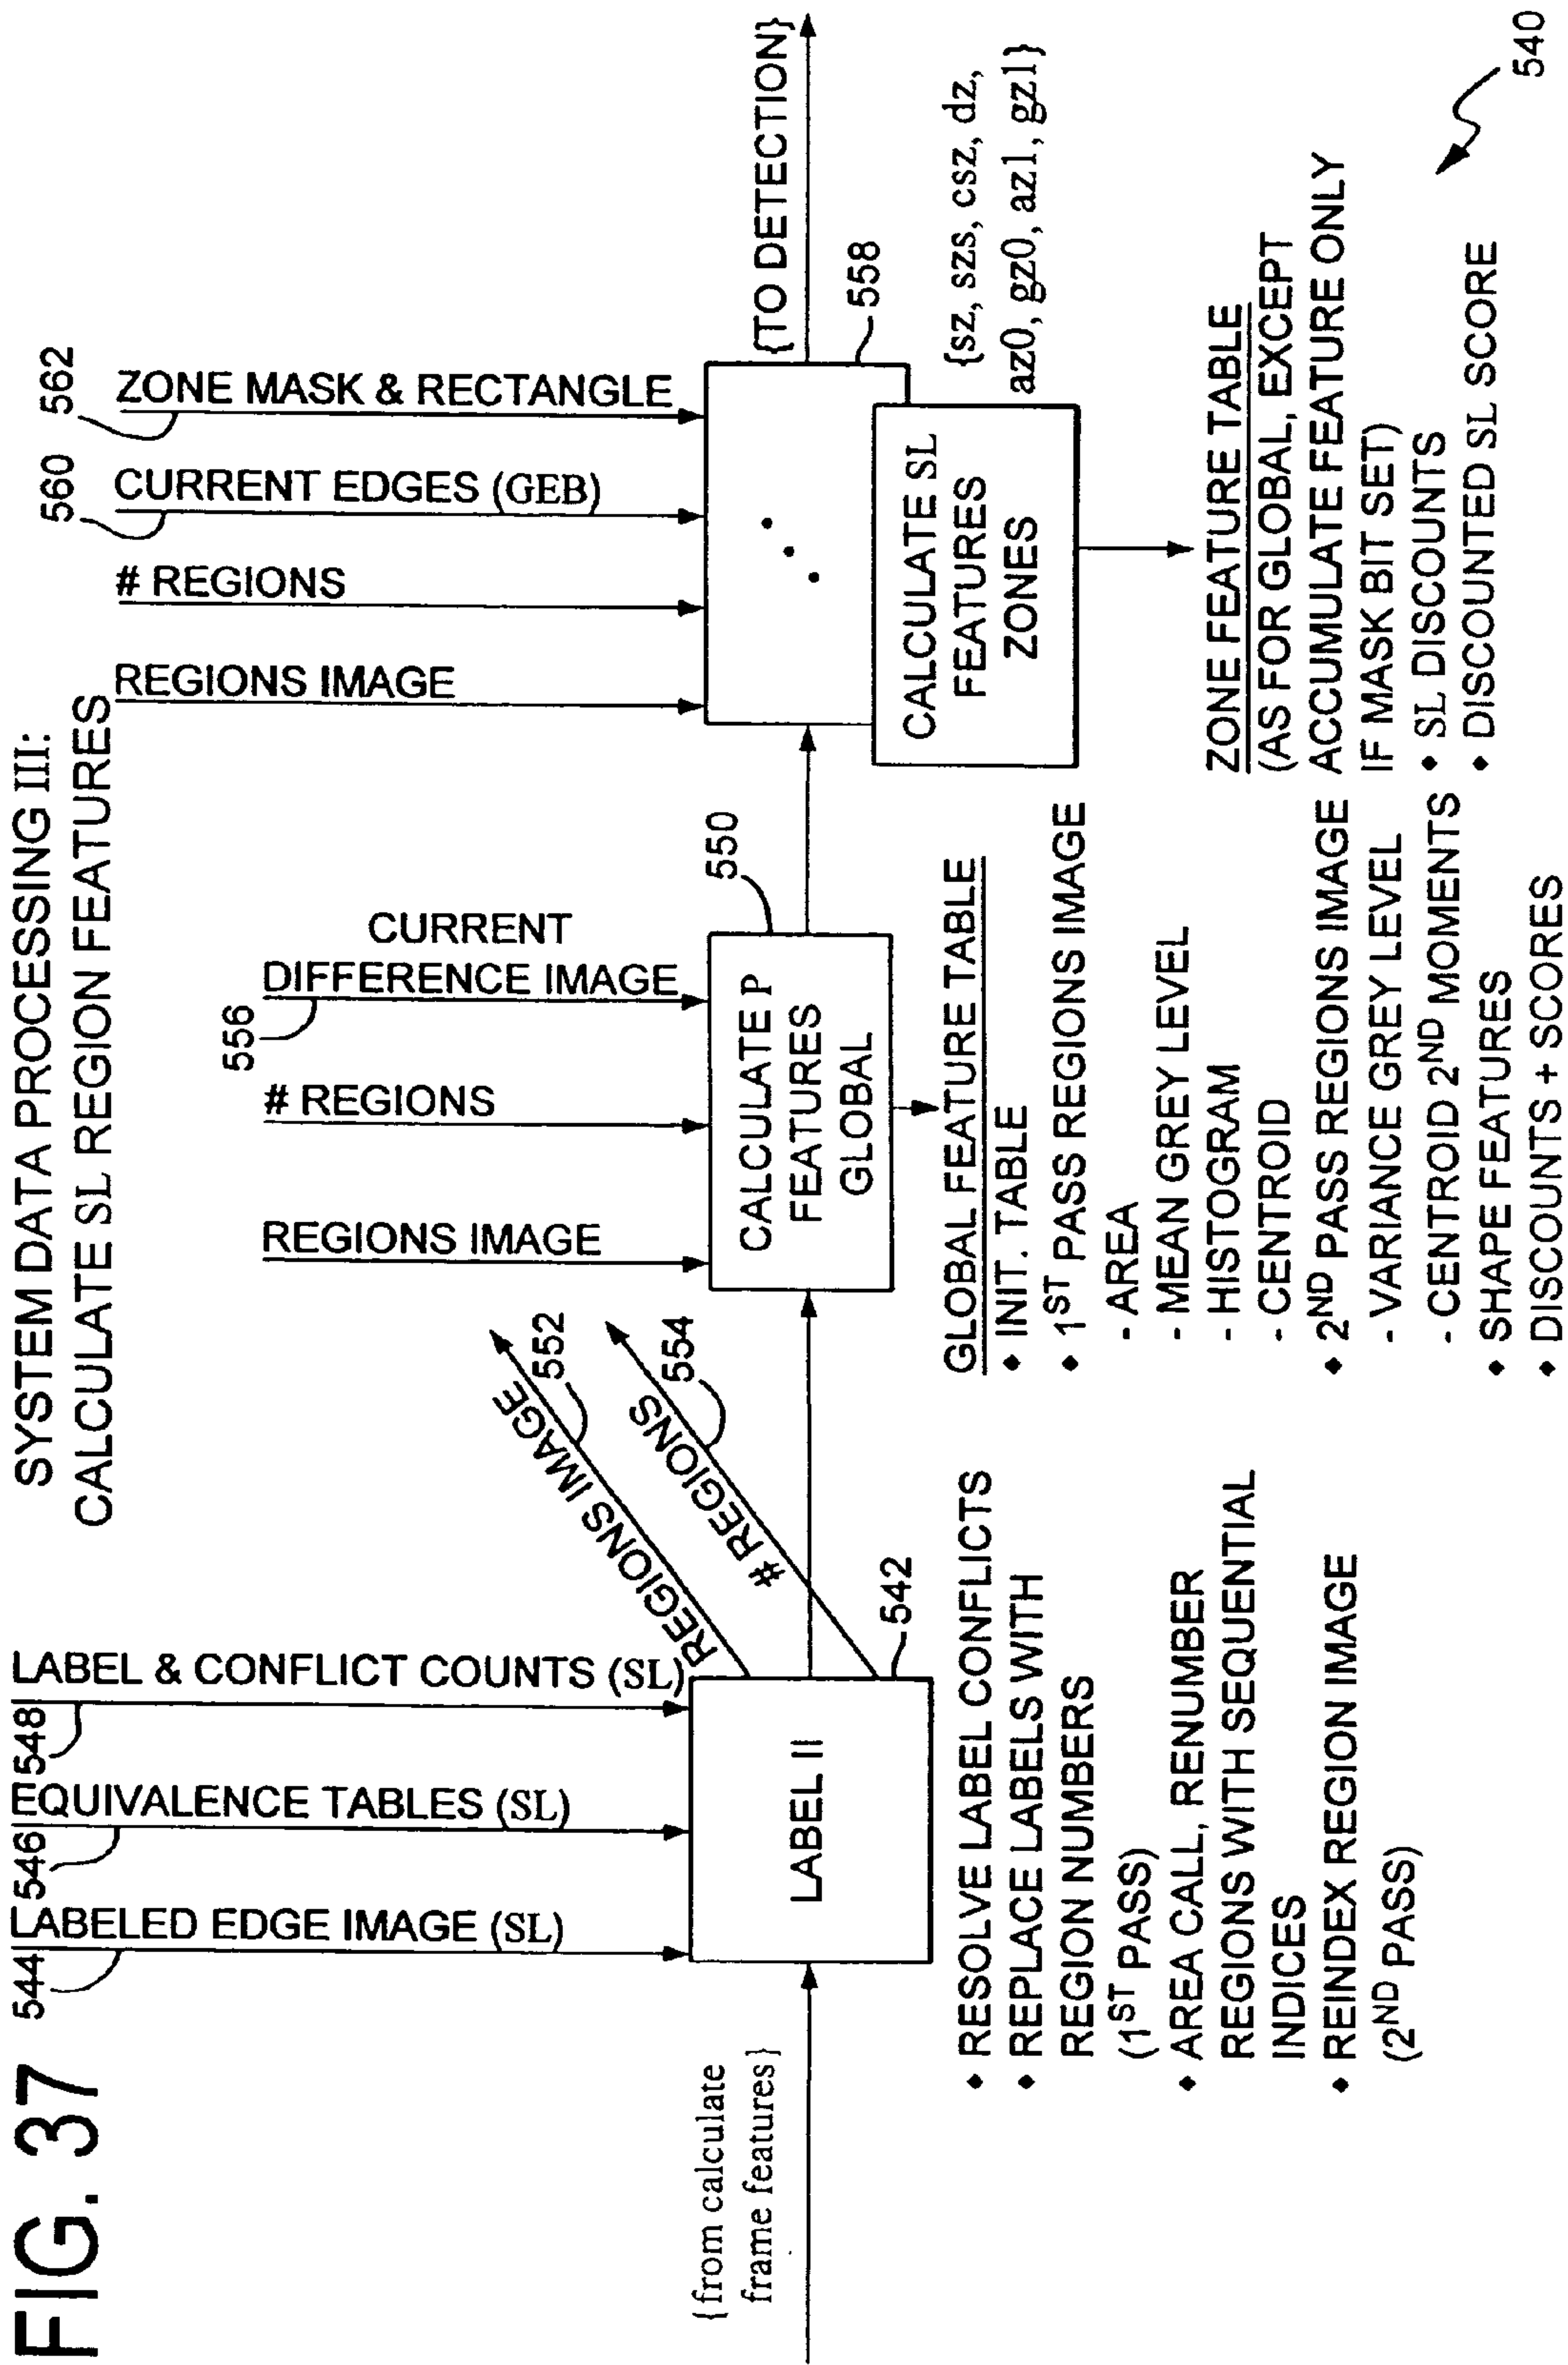 FIG. 37
SYSTEM DATA PROCESSING III:
CALCULATE SL REGION FEATURES
544
LABELED EDGE IMAGE (SL)
546
EQUIVALENCE TABLES (SL)
548
LABEL & CONFLICT COUNTS (SL)
{from calculate
frame features}
LABEL II
542
REGIONS IMAGE
552
# REGIONS
554
• RESOLVE LABEL CONFLICTS
• REPLACE LABELS WITH
REGION NUMBERS
(1ST PASS)
• AREA CALL, RENUMBER
REGIONS WITH SEQUENTIAL
INDICES
• REINDEX REGION IMAGE
(2ND PASS)
REGIONS IMAGE
# REGIONS
556
CURRENT
DIFFERENCE IMAGE
CALCULATE P
FEATURES
GLOBAL
550
GLOBAL FEATURE TABLE
• INIT. TABLE
• 1ST PASS REGIONS IMAGE
- AREA
- MEAN GREY LEVEL
- HISTOGRAM
- CENTROID
• 2ND PASS REGIONS IMAGE
- VARIANCE GREY LEVEL
- CENTROID 2ND MOMENTS
• SHAPE FEATURES
• DISCOUNTS + SCORES
REGIONS IMAGE
# REGIONS
560
CURRENT EDGES (GEB)
562
ZONE MASK & RECTANGLE
{TO DETECTION}
558
CALCULATE SL
FEATURES
ZONES
{sz, szs, csz, dz,
az0, gz0, az1, gz1}
ZONE FEATURE TABLE
(AS FOR GLOBAL, EXCEPT
ACCUMULATE FEATURE ONLY
IF MASK BIT SET)
• SL DISCOUNTS
• DISCOUNTED SL SCORE
540